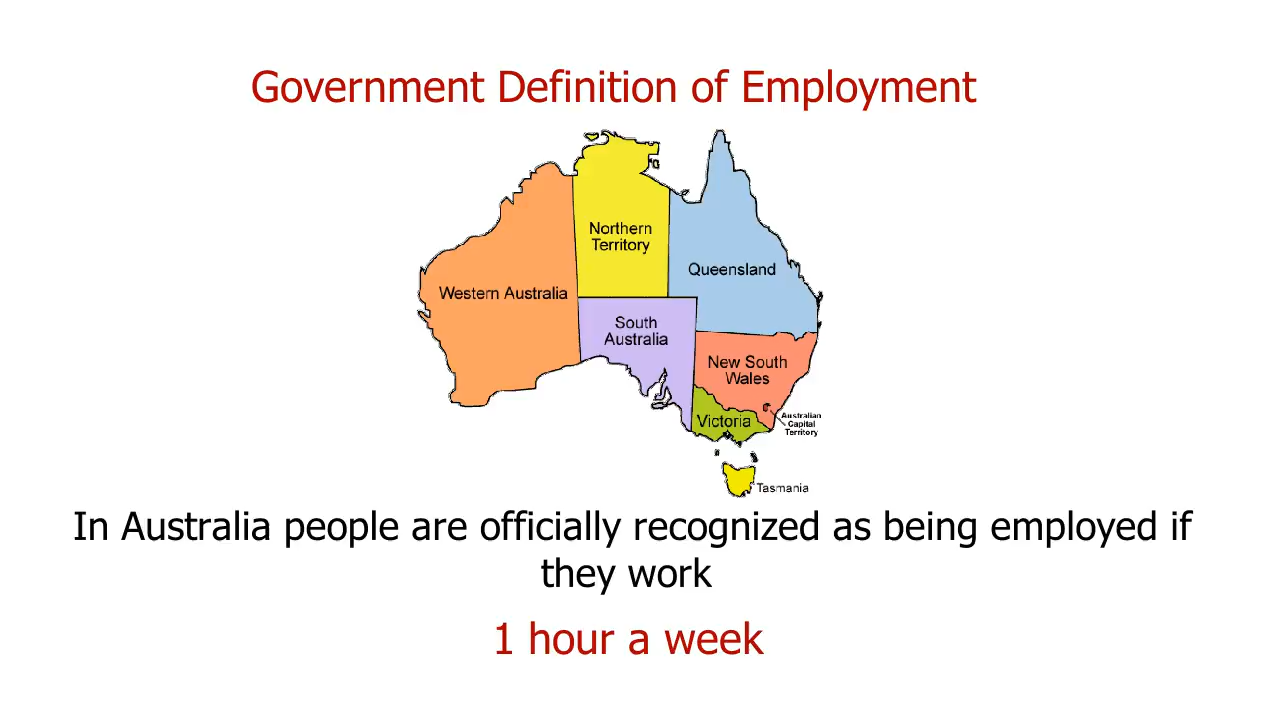 Government Definition of Employment
Northern
Territory
Queensland
Western Australia
South
Australia
New South
Wales
Victoria
Australian
Capital
Territory
Tasmania
In Australia people are officially recognized as being employed if
they work
1 hour a week